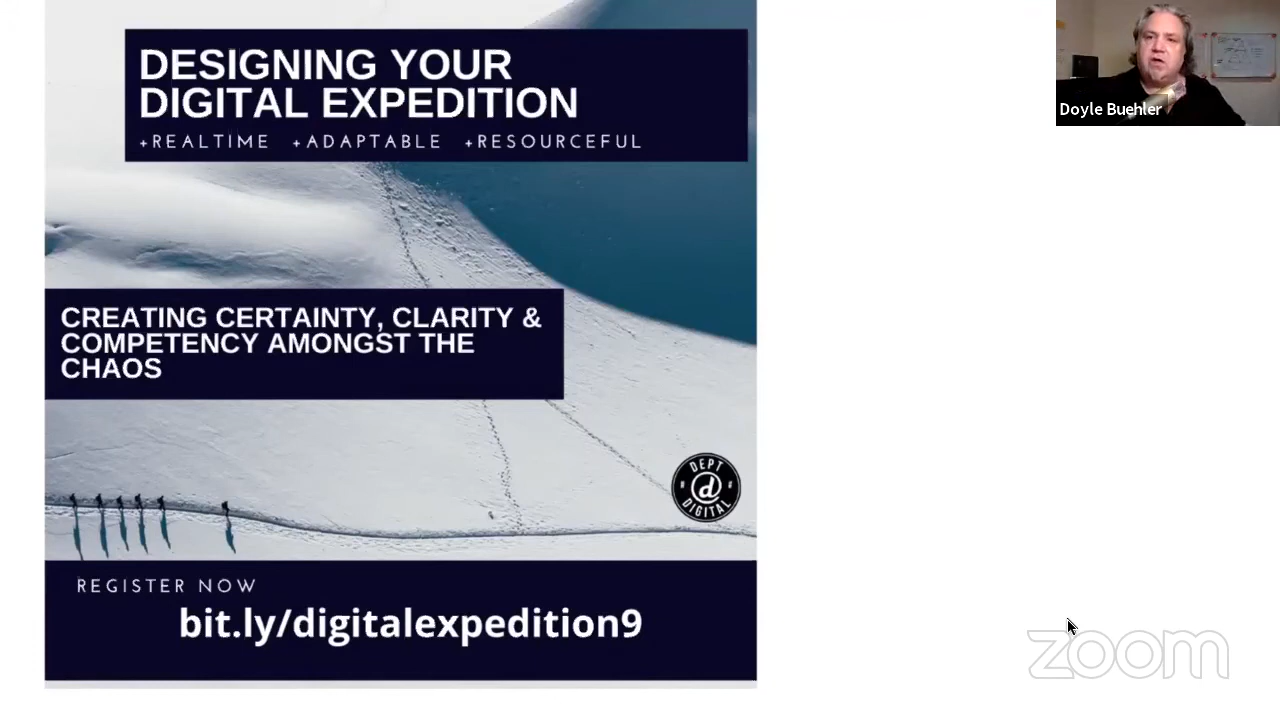 DESIGNING YOUR
DIGITAL EXPEDITION
+REALTIME +ADAPTABLE +RESOURCEFUL
Doyle Buehler
CREATING CERTAINTY, CLARITY &
COMPETENCY AMONGST THE
CHAOS
DEPT
d
DIGITAL
REGISTER NOW
bit.ly/digitalexpedition9
zoom